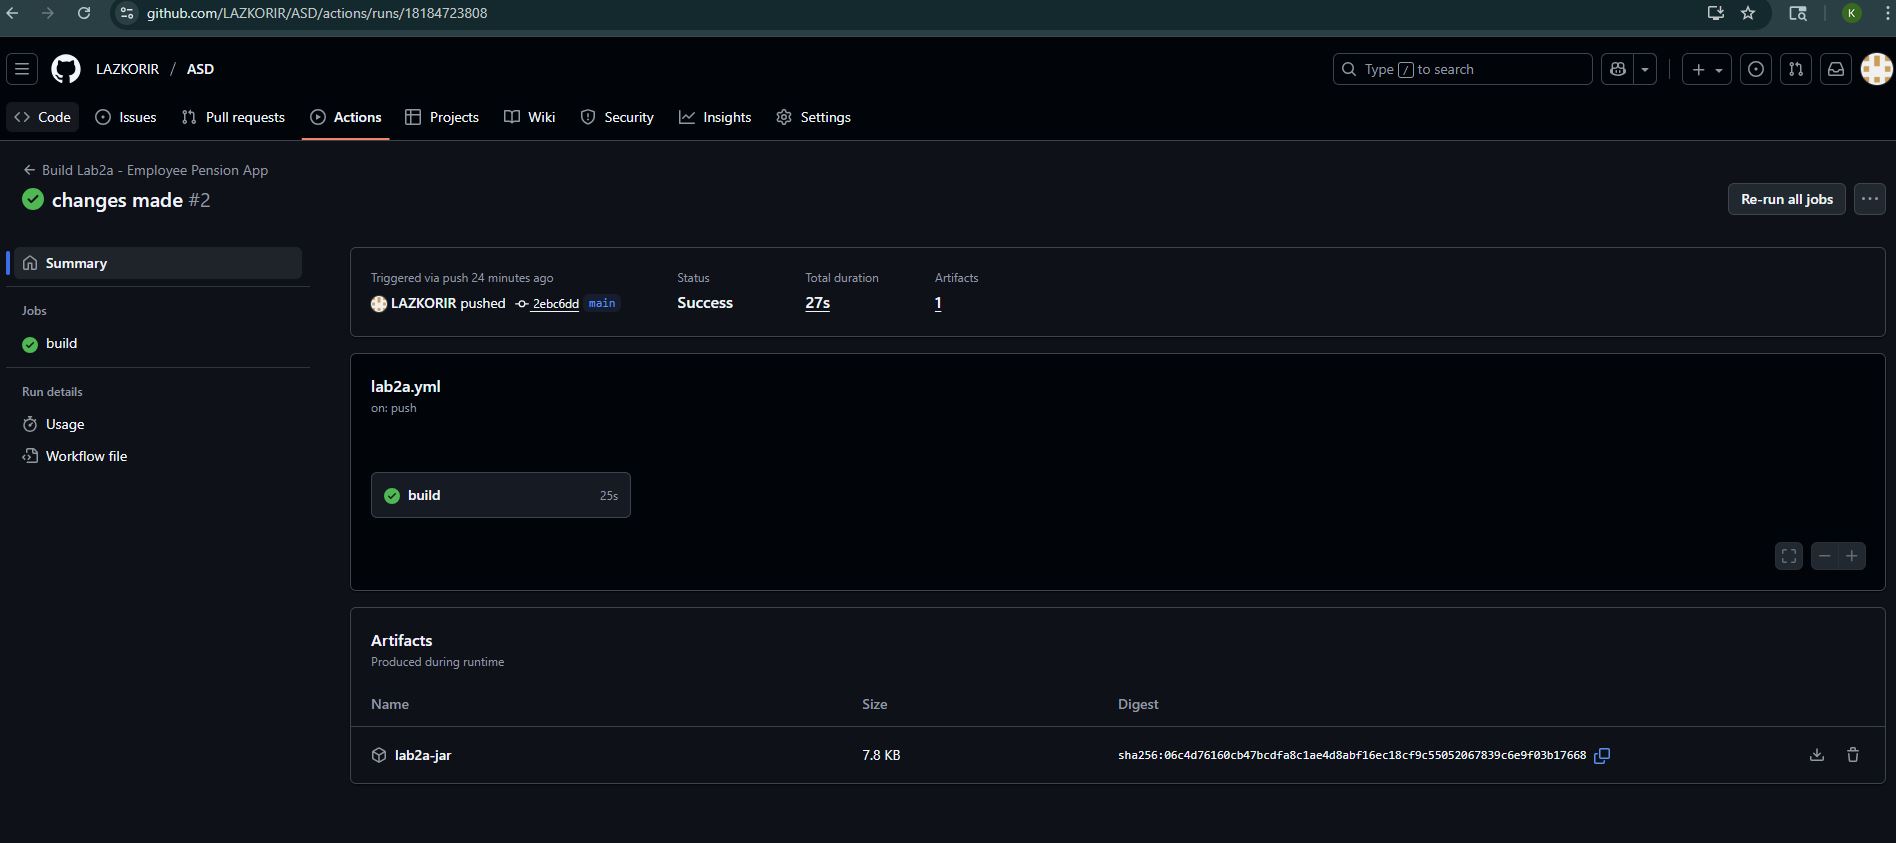 github.com/LAZKORIR/ASD/actions/runs/18184723808
K
LAZKORIR / ASD
Type / to search
Code Issues Pull requests Actions Projects Wiki Security Insights Settings
Build Lab2a - Employee Pension App
changes made #2
Re-run all jobs
Summary
Jobs
build
Run details
Usage
Workflow file
Triggered via push 24 minutes ago
LAZKORIR pushed 2ebc6dd main
Status
Success
Total duration
27s
Artifacts
1
lab2a.yml
on: push
build 25s
Artifacts
Produced during runtime
Name Size Digest
lab2a-jar 7.8 KB sha256:06c4d76160cb47bcdfa8c1ae4d8abf16ec18cf9c55052067839c6e9f03b17668